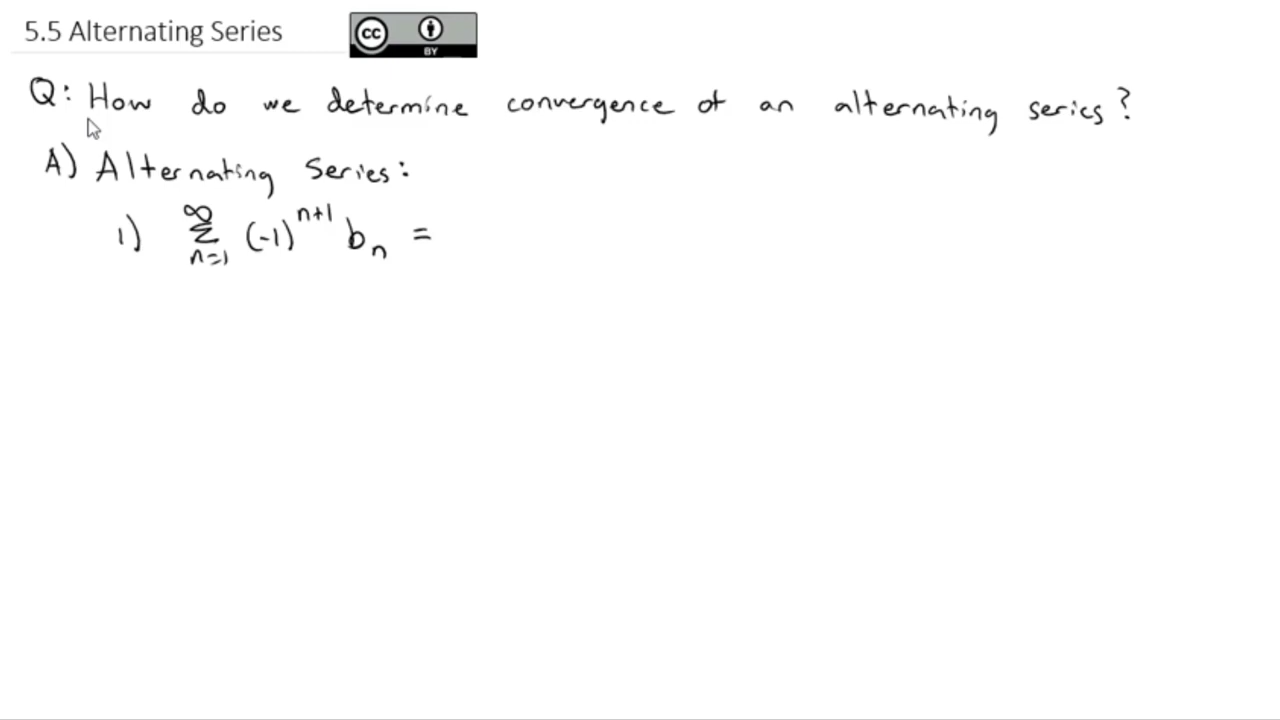 5.5 Alternating Series
cc BY
Q: How do we determine convergence of an alternating series?
A) Alternating Series:
1) ∑_{n=1}^{∞} (-1)^{n+1} b_n =